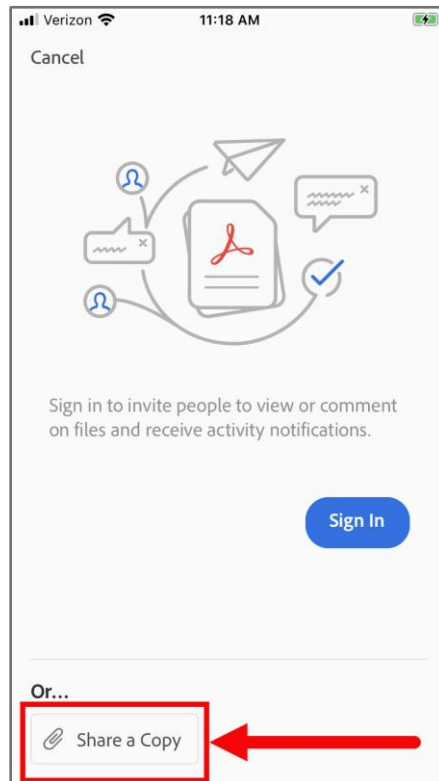 Verizon 11:18 AM
Cancel
Sign in to invite people to view or comment
on files and receive activity notifications.
Sign In
Or...
Share a Copy